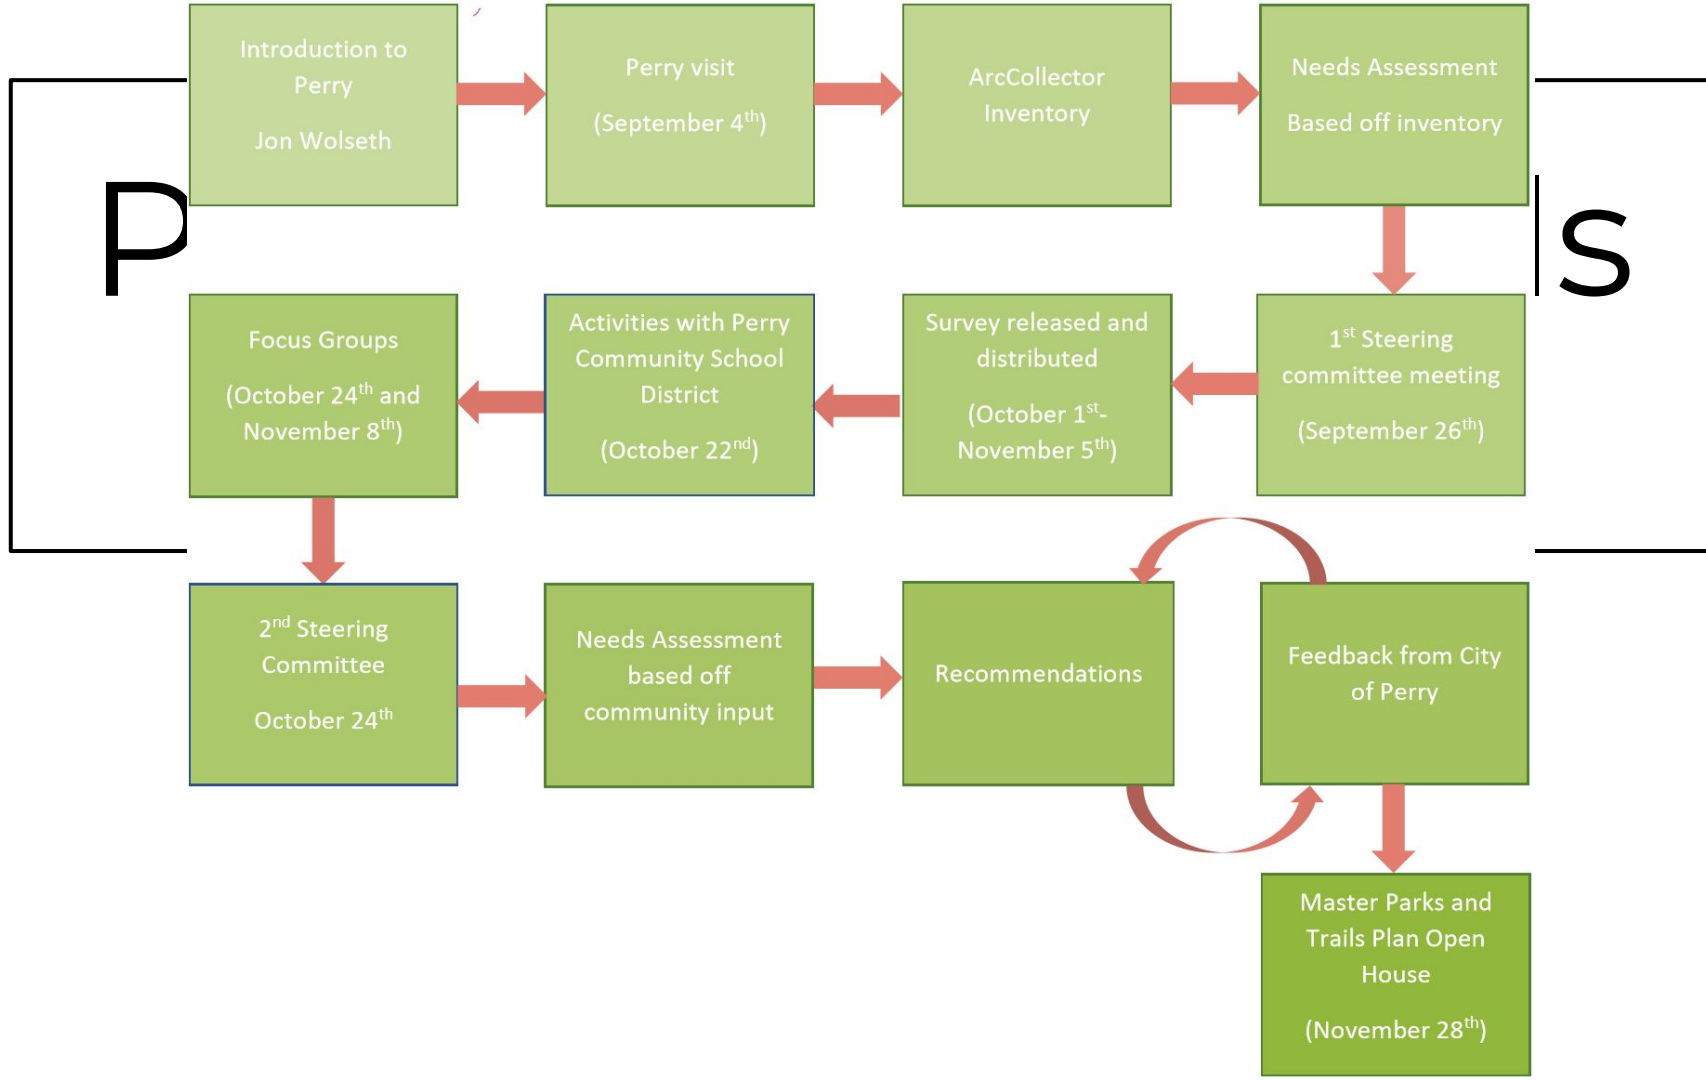 Introduction to
Perry
Jon Wolseth
Perry visit
(September 4th)
ArcCollector
Inventory
Needs Assessment
Based off inventory
1st Steering
committee meeting
(September 26th)
Survey released and
distributed
(October 1st-
November 5th)
Activities with Perry
Community School
District
(October 22nd)
Focus Groups
(October 24th and
November 8th)
2nd Steering
Committee
October 24th
Needs Assessment
based off
community input
Recommendations
Feedback from City
of Perry
Master Parks and
Trails Plan Open
House
(November 28th)